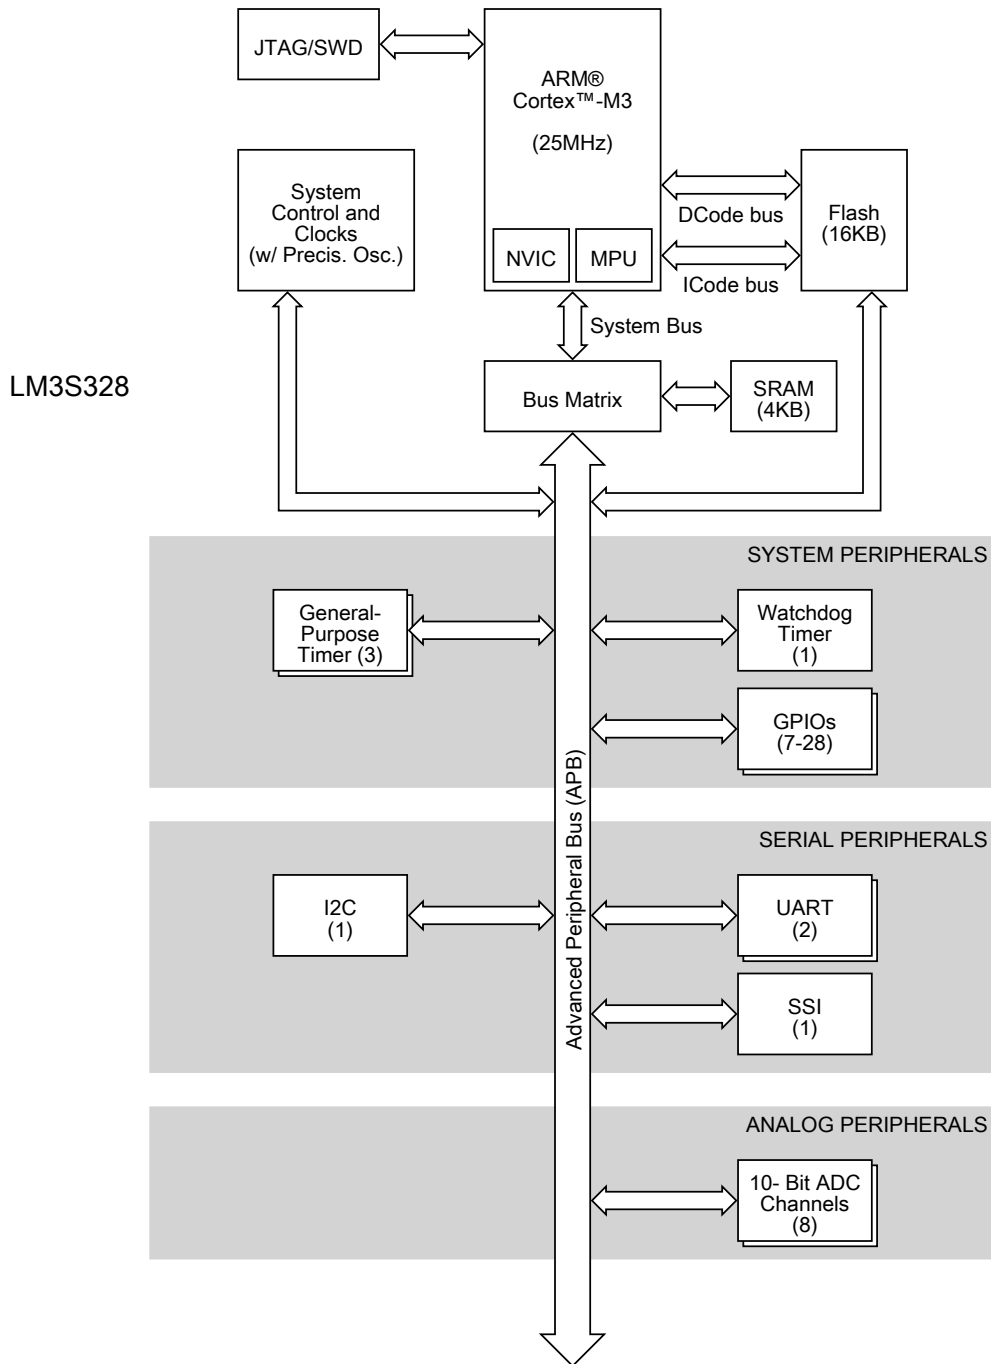 JTAG/SWD
ARM®
Cortex™-M3
(25MHz)
System
Control and
Clocks
(w/ Precis. Osc.)
NVIC
MPU
DCode bus
ICode bus
Flash
(16KB)
System Bus
LM3S328
Bus Matrix
SRAM
(4KB)
SYSTEM PERIPHERALS
General-
Purpose
Timer (3)
Watchdog
Timer
(1)
GPIOs
(7-28)
Advanced Peripheral Bus (APB)
SERIAL PERIPHERALS
I2C
(1)
UART
(2)
SSI
(1)
ANALOG PERIPHERALS
10- Bit ADC
Channels
(8)